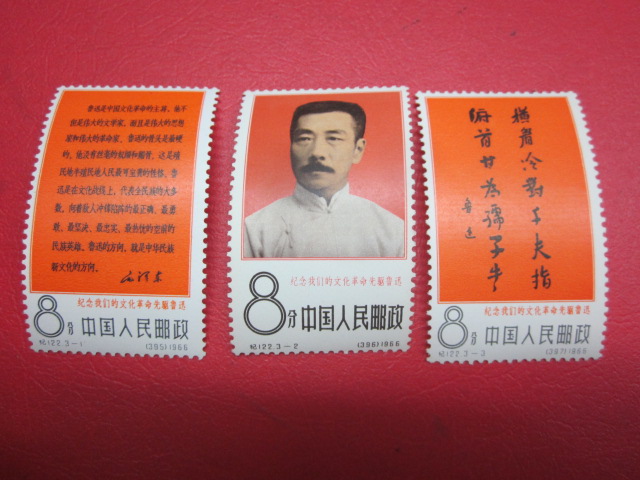 鲁迅是中国文化革命的主将，他不
但是伟大的文学家，而且是伟大的思想
家和伟大的革命家。鲁迅的骨头是最硬
的，他没有丝毫的奴颜和媚骨，这是殖
民地半殖民地人民最可宝贵的性格。鲁
迅是在文化战线上，代表全民族的大多
数，向着敌人冲锋陷阵的最正确、最勇
敢、最坚决、最忠实、最热忱的空前的
民族英雄。鲁迅的方向，就是中华民族
新文化的方向。
毛泽东
纪念我们的文化革命先驱鲁迅
8分 中国人民邮政
纪122.3-1 (395)1966
纪念我们的文化革命先驱鲁迅
8分 中国人民邮政
纪122.3-2 (396)1966
横眉冷对千夫指
俯首甘为孺子牛
鲁迅
纪念我们的文化革命先驱鲁迅
8分 中国人民邮政
纪122.3-3 (397)1966